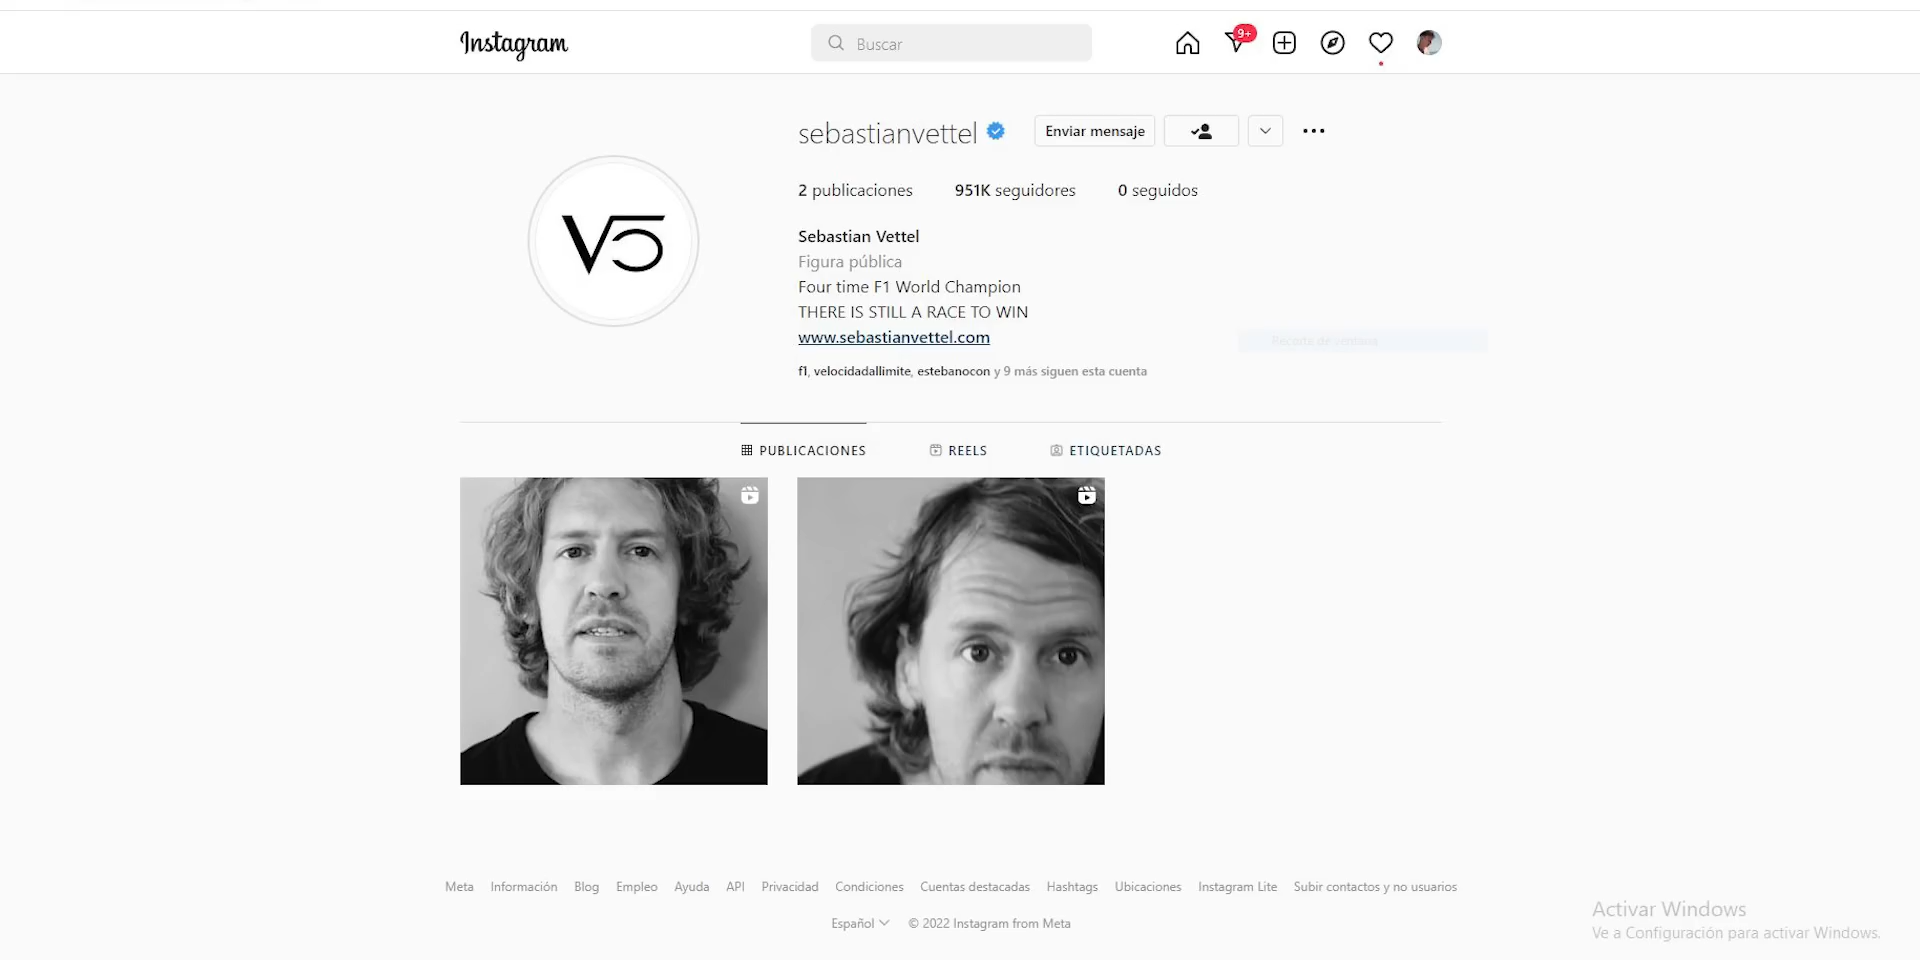 Instagram
Buscar
9+
sebastianvettel
Enviar mensaje
2 publicaciones
951K seguidores
0 seguidos
V5
Sebastian Vettel
Figura pública
Four time F1 World Champion
THERE IS STILL A RACE TO WIN
www.sebastianvettel.com
Recorte de ventana
f1, velocidadallimite, estebanocon y 9 más siguen esta cuenta
PUBLICACIONES
REELS
ETIQUETADAS
Meta Información Blog Empleo Ayuda API Privacidad Condiciones Cuentas destacadas Hashtags Ubicaciones Instagram Lite Subir contactos y no usuarios
Español © 2022 Instagram from Meta
Activar Windows
Ve a Configuración para activar Windows.